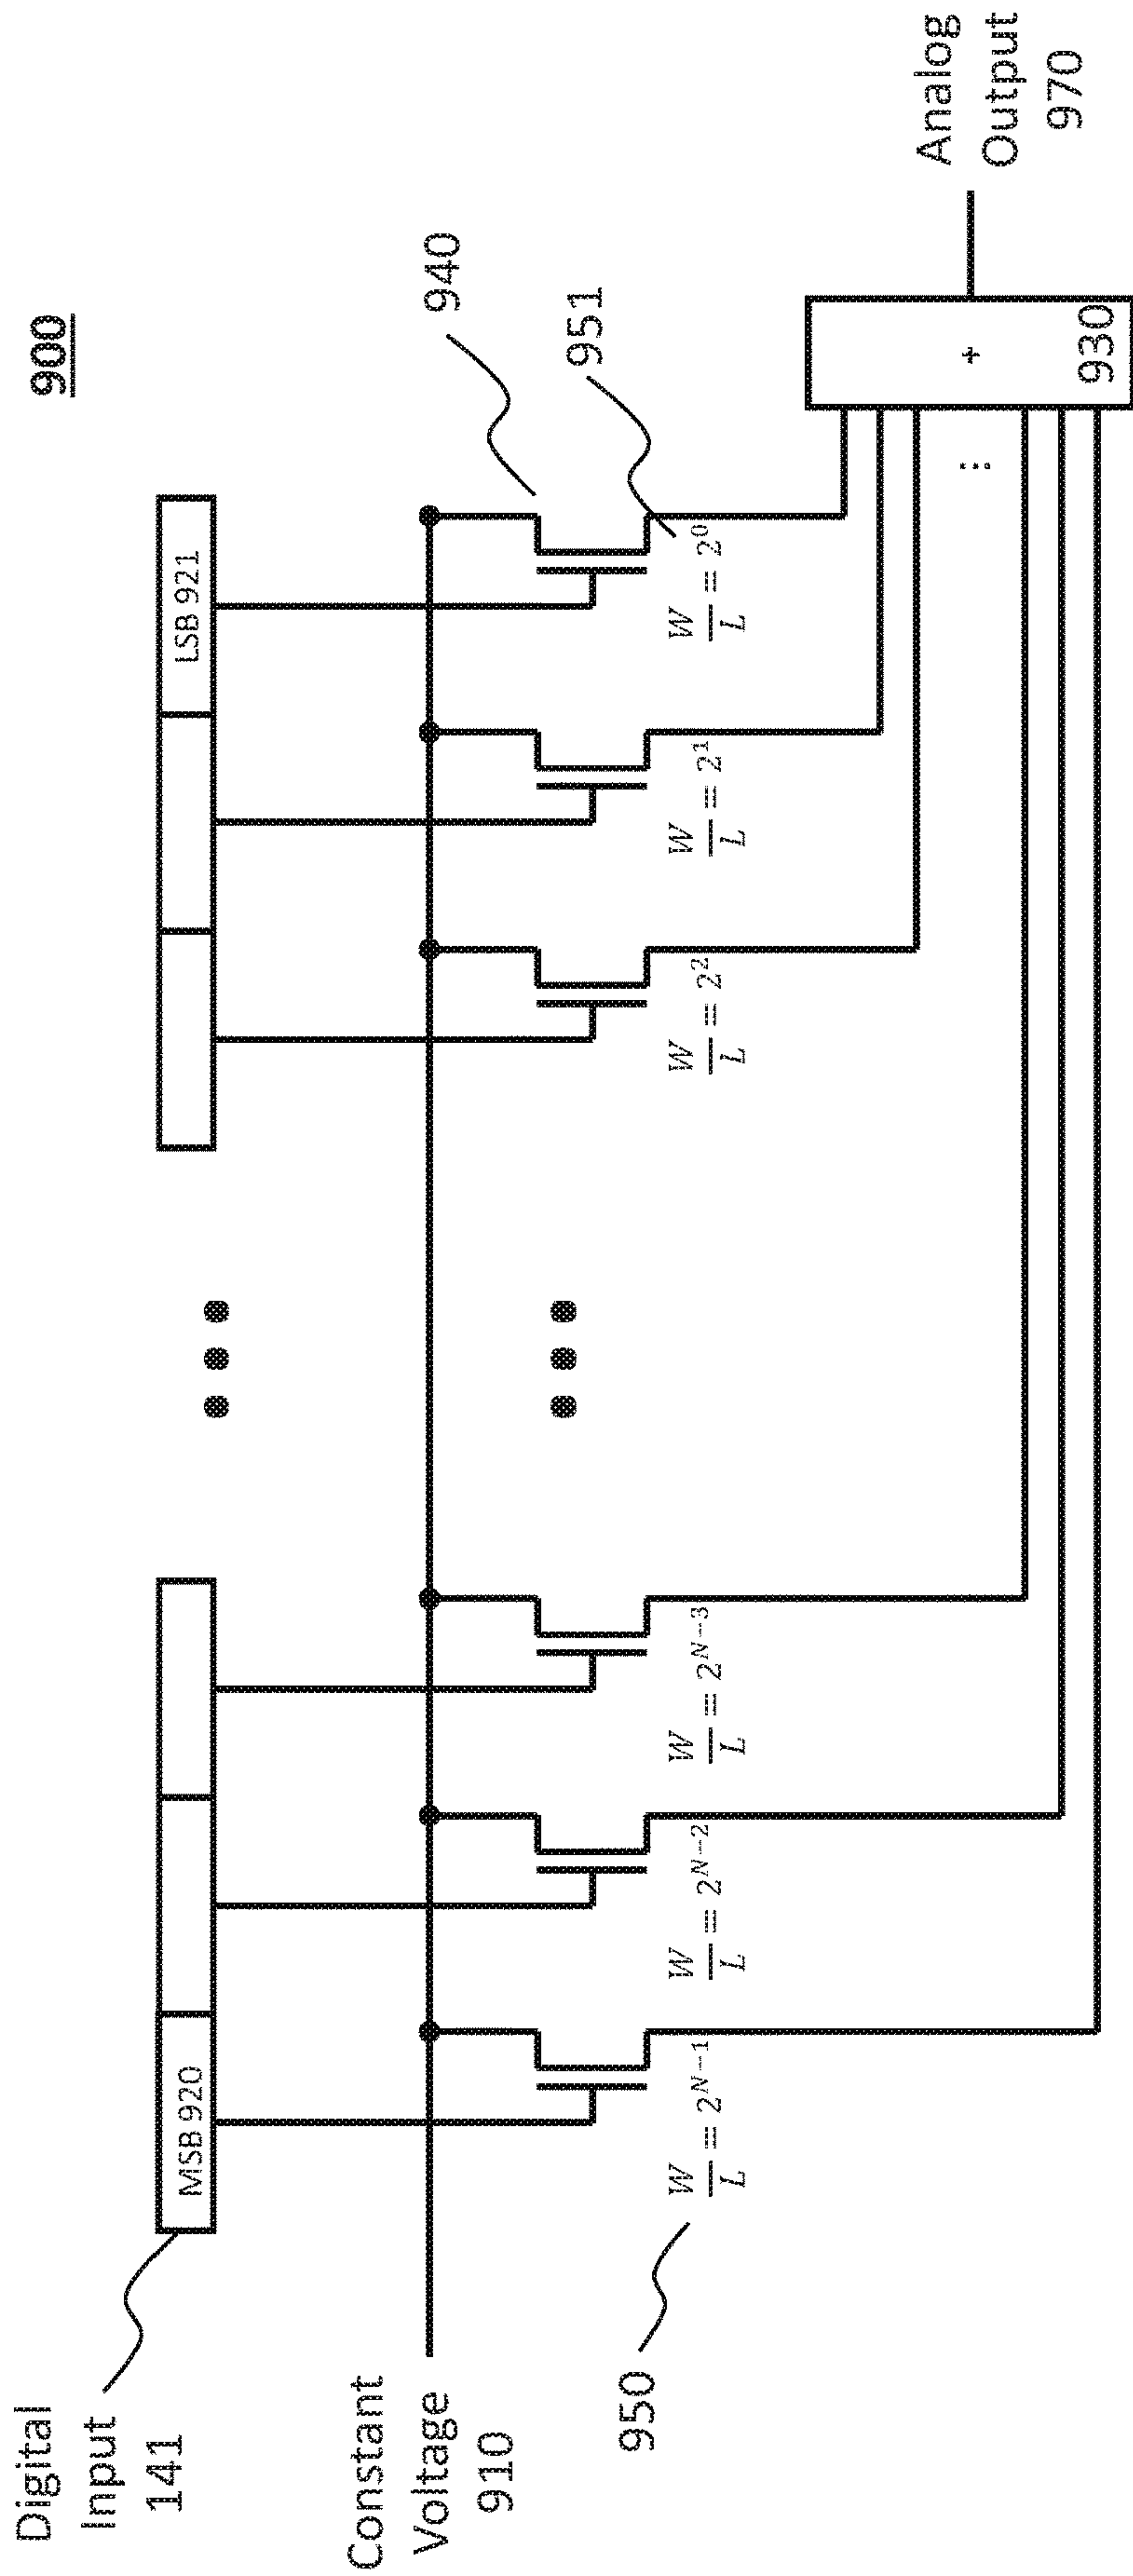 900
Digital
Input
141
MSB 920
LSB 921
Constant
Voltage
910
940
950
951
W/L = 2^{N-1}
W/L = 2^{N-2}
W/L = 2^{N-3}
W/L = 2^2
W/L = 2^1
W/L = 2^0
+
930
Analog
Output
970